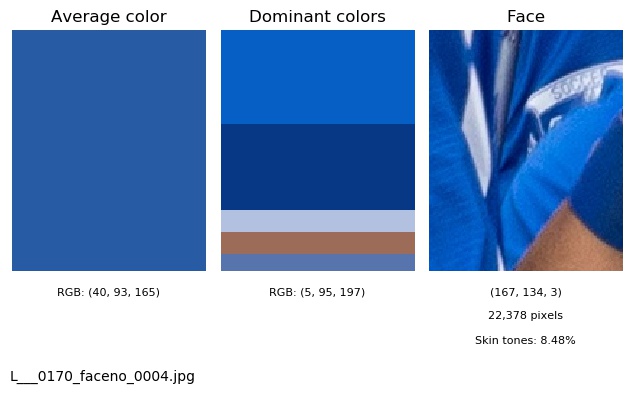 Average color
Dominant colors
Face
SOCCER
RGB: (40, 93, 165)
RGB: (5, 95, 197)
(167, 134, 3)
22,378 pixels
Skin tones: 8.48%
L___0170_faceno_0004.jpg